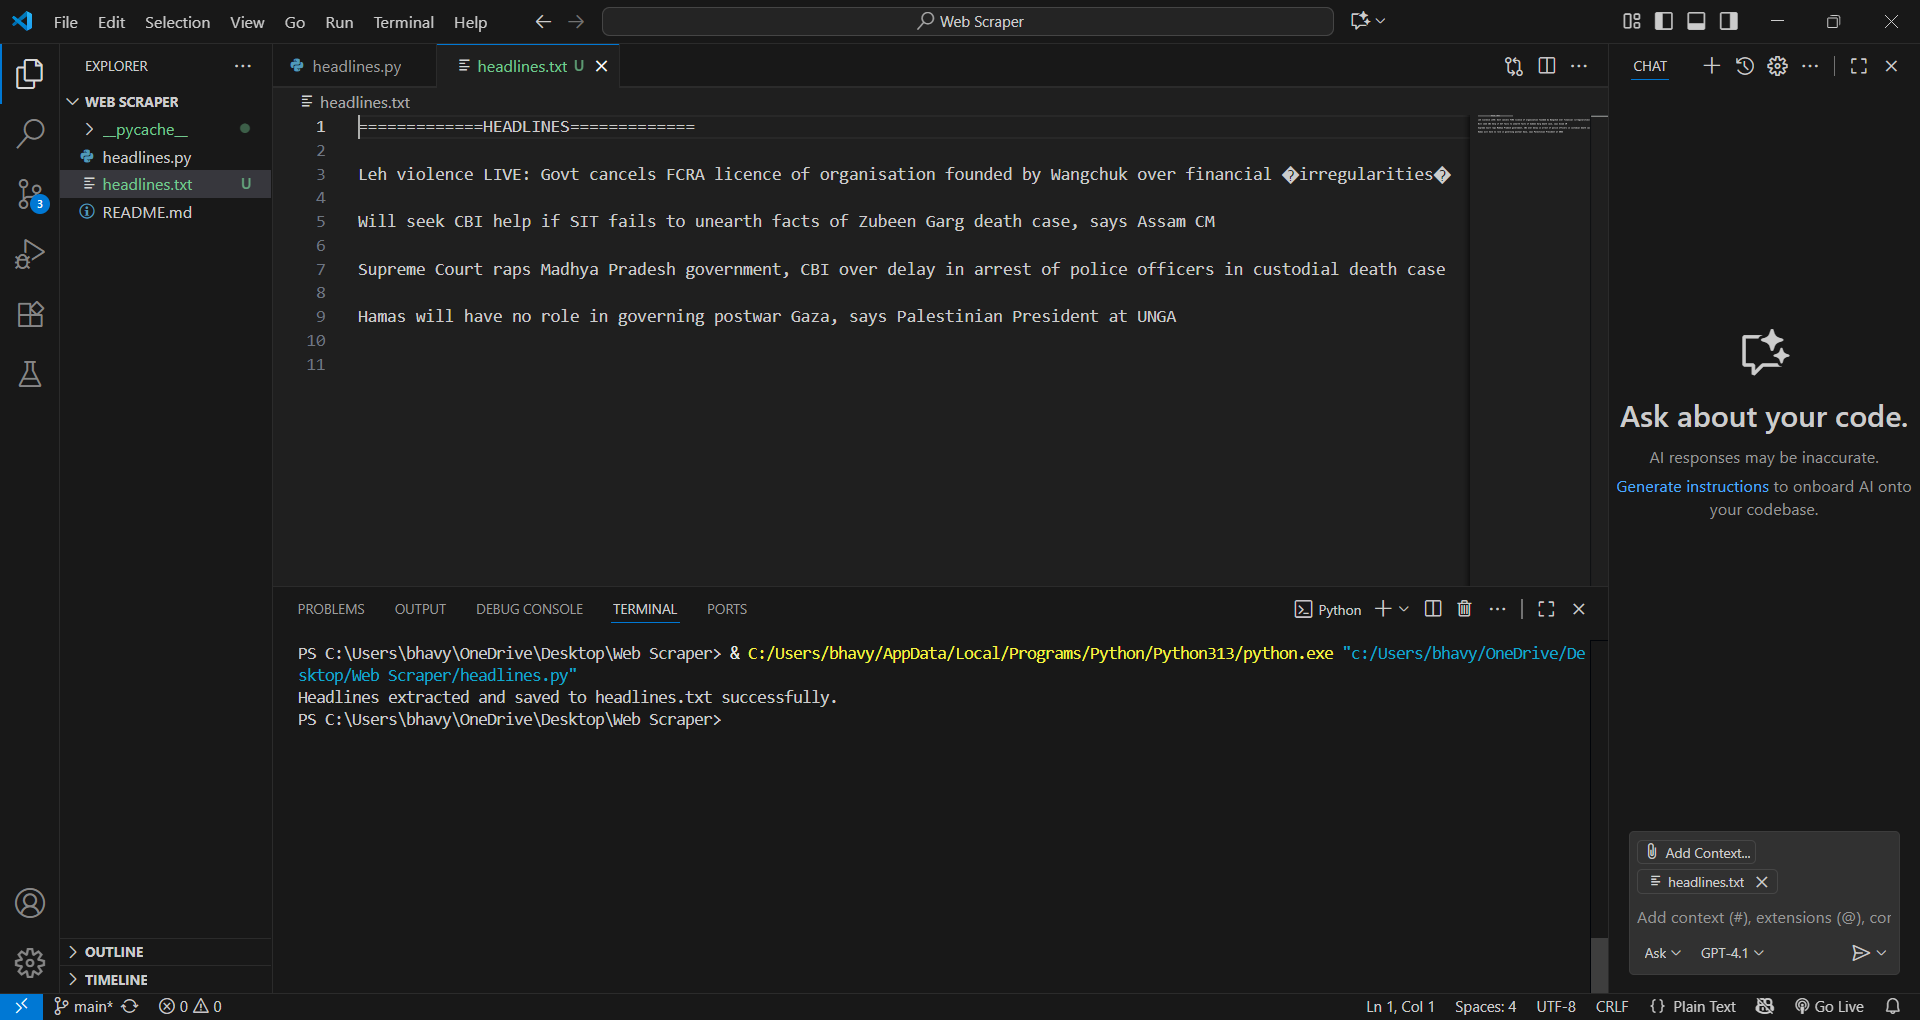 File Edit Selection View Go Run Terminal Help
Web Scraper
EXPLORER
WEB SCRAPER
__pycache__
headlines.py
headlines.txt U
README.md
OUTLINE
TIMELINE
headlines.py
headlines.txt U
headlines.txt
1 =============HEADLINES=============
2
3 Leh violence LIVE: Govt cancels FCRA licence of organisation founded by Wangchuk over financial �irregularities�
4
5 Will seek CBI help if SIT fails to unearth facts of Zubeen Garg death case, says Assam CM
6
7 Supreme Court raps Madhya Pradesh government, CBI over delay in arrest of police officers in custodial death case
8
9 Hamas will have no role in governing postwar Gaza, says Palestinian President at UNGA
10
11
PROBLEMS OUTPUT DEBUG CONSOLE TERMINAL PORTS
Python
PS C:\Users\bhavy\OneDrive\Desktop\Web Scraper> & C:/Users/bhavy/AppData/Local/Programs/Python/Python313/python.exe "c:/Users/bhavy/OneDrive/De
sktop/Web Scraper/headlines.py"
Headlines extracted and saved to headlines.txt successfully.
PS C:\Users\bhavy\OneDrive\Desktop\Web Scraper>
CHAT
Ask about your code.
AI responses may be inaccurate.
Generate instructions to onboard AI onto
your codebase.
Add Context...
headlines.txt
Add context (#), extensions (@), cor
Ask GPT-4.1
3
main* 0 0
Ln 1, Col 1 Spaces: 4 UTF-8 CRLF {} Plain Text Go Live